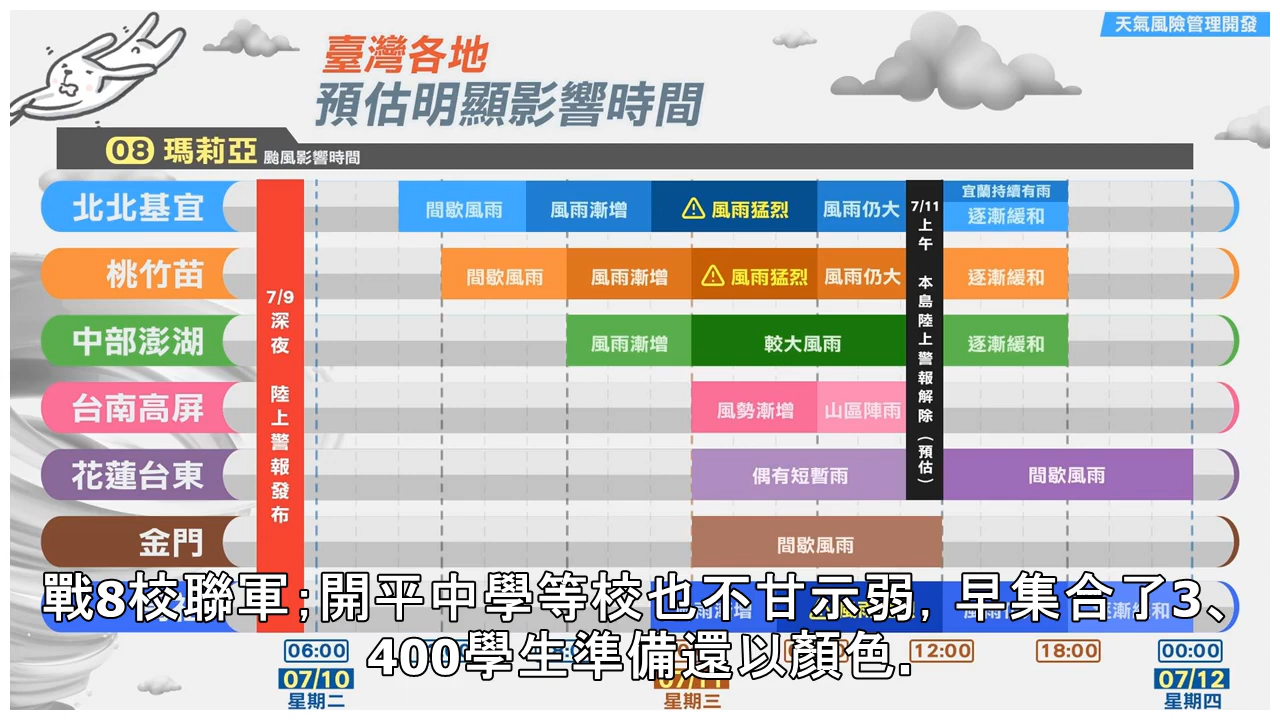 天氣風險管理開發
臺灣各地
預估明顯影響時間
08 瑪莉亞 颱風影響時間
北北基宜
間歇風雨
風雨漸增
風雨猛烈
風雨仍大
宜蘭持續有雨
逐漸緩和
桃竹苗
間歇風雨
風雨漸增
風雨猛烈
風雨仍大
逐漸緩和
中部澎湖
風雨漸增
較大風雨
逐漸緩和
台南高屏
風勢漸增
山區陣雨
花蓮台東
偶有短暫雨
間歇風雨
金門
間歇風雨
7/9深夜 陸上警報發布
7/11上午 本島陸上警報解除（預估）
逐漸緩和
戰8校聯軍;開平中學等校也不甘示弱, 早集合了3、
400學生準備還以顏色.
06:00
12:00
18:00
00:00
07/10
07/11
07/12
星期二
星期三
星期四